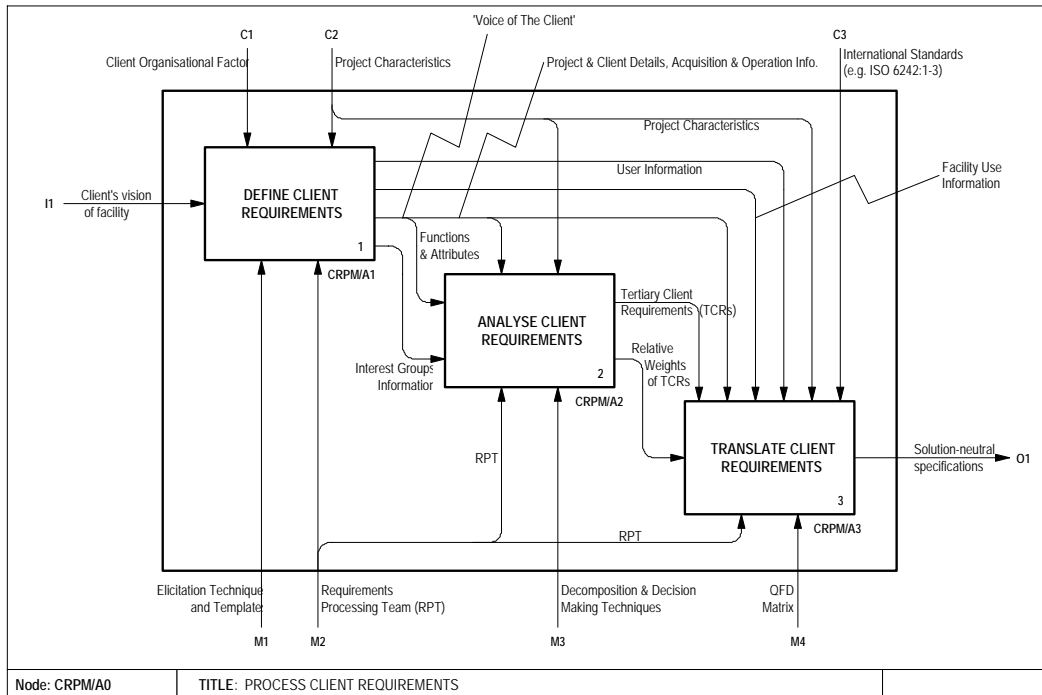 'Voice of The Client'
C1
C2
C3
Client Organisational Factor
Project Characteristics
Project & Client Details, Acquisition & Operation Info.
International Standards
(e.g. ISO 6242:1-3)
Project Characteristics
User Information
Facility Use
Information
I1
Client's vision
of facility
DEFINE CLIENT
REQUIREMENTS
1
CRPM/A1
Functions
& Attributes
Tertiary Client
Requirements (TCRs)
ANALYSE CLIENT
REQUIREMENTS
2
CRPM/A2
Relative
Weights
of TCRs
Interest Groups
Information
TRANSLATE CLIENT
REQUIREMENTS
3
CRPM/A3
Solution-neutral
specifications
O1
RPT
RPT
Elicitation Technique
and Template
Requirements
Processing Team (RPT)
Decomposition & Decision
Making Techniques
QFD
Matrix
M1
M2
M3
M4
Node: CRPM/A0
TITLE: PROCESS CLIENT REQUIREMENTS